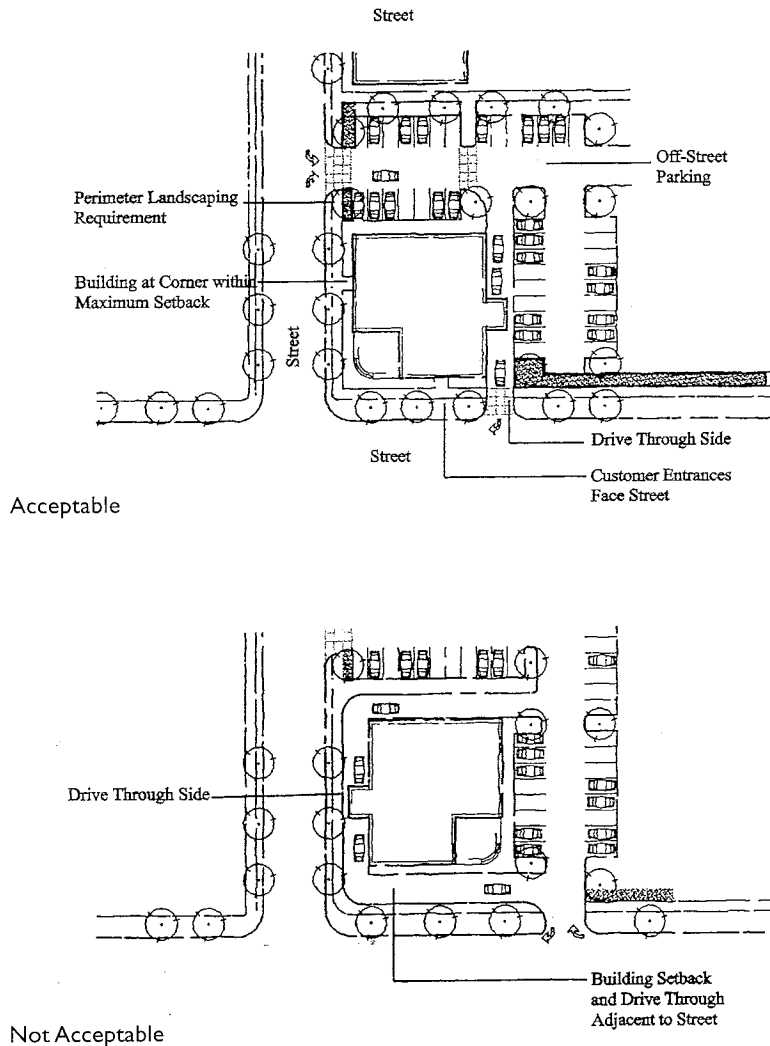 Street
Off-Street
Parking
Perimeter Landscaping
Requirement
Building at Corner within
Maximum Setback
Street
Drive Through Side
Street
Customer Entrances
Face Street
Acceptable
Drive Through Side
Building Setback
and Drive Through
Adjacent to Street
Not Acceptable